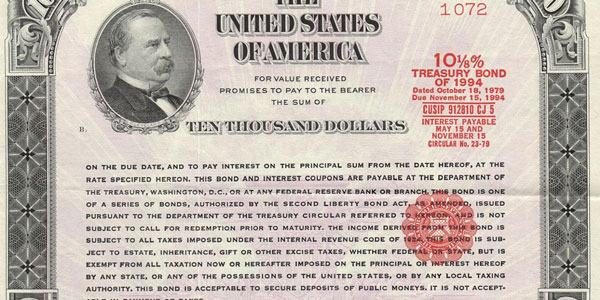 THE
UNITED STATES
OF AMERICA
FOR VALUE RECEIVED
PROMISES TO PAY TO THE BEARER
THE SUM OF
B. TEN THOUSAND DOLLARS
1072
10⅛%
TREASURY BOND
OF 1994
Dated October 18, 1979
Due November 15, 1994
CUSIP 912810 CJ 5
INTEREST PAYABLE
MAY 15 AND
NOVEMBER 15
CIRCULAR No. 23-79
ON THE DUE DATE, AND TO PAY INTEREST ON THE PRINCIPAL SUM FROM THE DATE HEREOF, AT THE
RATE SPECIFIED HEREON. THIS BOND AND INTEREST COUPONS ARE PAYABLE AT THE DEPARTMENT OF
THE TREASURY, WASHINGTON, D.C., OR AT ANY FEDERAL RESERVE BANK OR BRANCH. THIS BOND IS ONE
OF A SERIES OF BONDS, AUTHORIZED BY THE SECOND LIBERTY BOND ACT, AS AMENDED, ISSUED
PURSUANT TO THE DEPARTMENT OF THE TREASURY CIRCULAR REFERRED TO HEREON. IS NOT
SUBJECT TO CALL FOR REDEMPTION PRIOR TO MATURITY. THE INCOME DERIVED FROM THIS BOND IS
SUBJECT TO ALL TAXES IMPOSED UNDER THE INTERNAL REVENUE CODE OF 1954. THIS BOND IS SUB-
JECT TO ESTATE, INHERITANCE, GIFT OR OTHER EXCISE TAXES, WHETHER FEDERAL OR STATE, BUT IS
EXEMPT FROM ALL TAXATION NOW OR HEREAFTER IMPOSED ON THE PRINCIPAL OR INTEREST HEREOF
BY ANY STATE, OR ANY OF THE POSSESSIONS OF THE UNITED STATES, OR BY ANY LOCAL TAXING
AUTHORITY. THIS BOND IS ACCEPTABLE TO SECURE DEPOSITS OF PUBLIC MONEYS. IT IS NOT ACCEPT-
ABLE IN PAYMENT OF TAXES.